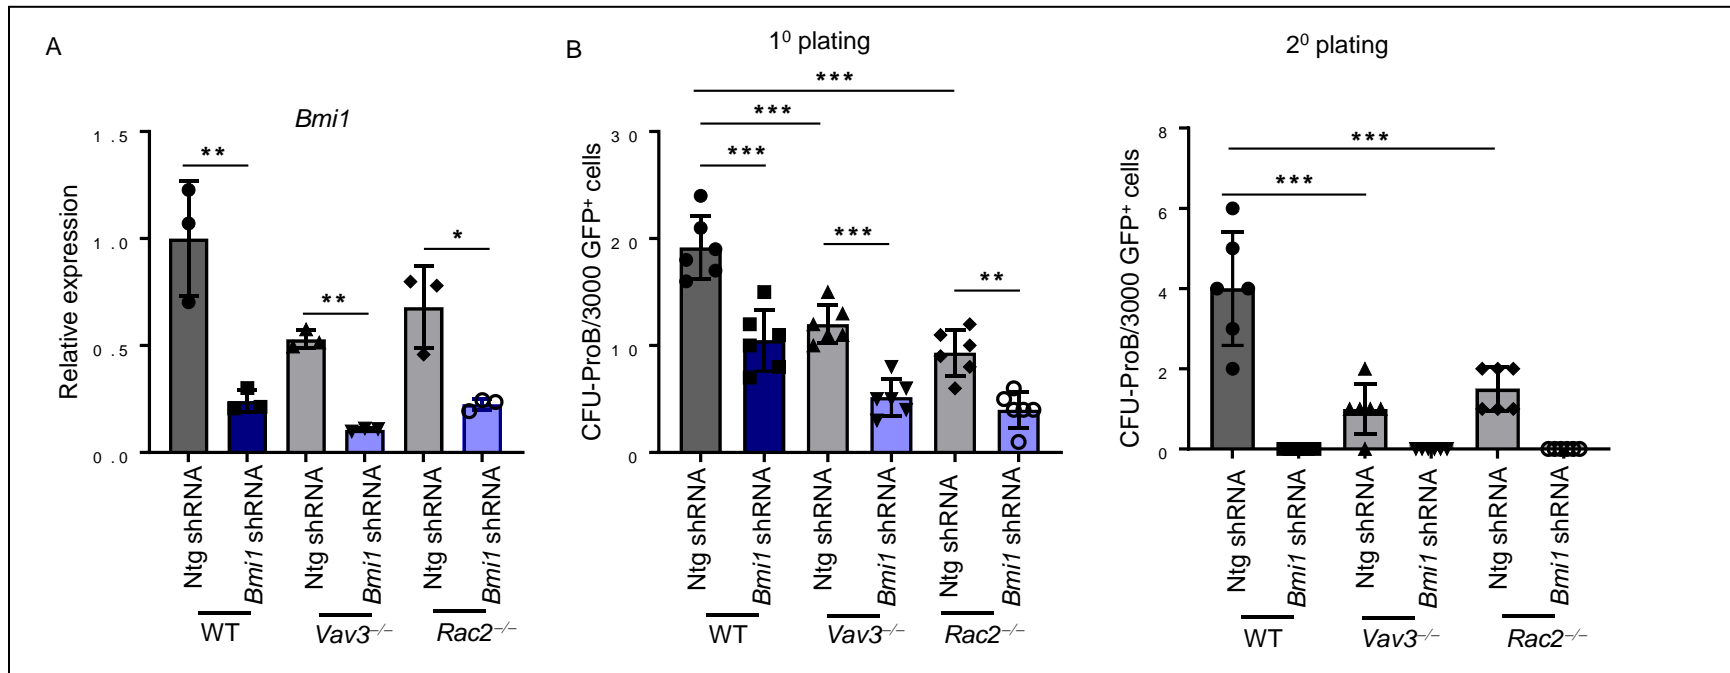 A
Bmi1
Relative expression
1.5
1.0
0.5
0.0
**
**
*
Ntg shRNA
Bmi1 shRNA
Ntg shRNA
Bmi1 shRNA
Ntg shRNA
Bmi1 shRNA
WT
Vav3−/−
Rac2−/−
B
1⁰ plating
CFU-ProB/3000 GFP⁺ cells
30
20
10
0
***
***
***
***
**
Ntg shRNA
Bmi1 shRNA
Ntg shRNA
Bmi1 shRNA
Ntg shRNA
Bmi1 shRNA
WT
Vav3−/−
Rac2−/−
2⁰ plating
CFU-ProB/3000 GFP⁺ cells
8
6
4
2
0
***
***
Ntg shRNA
Bmi1 shRNA
Ntg shRNA
Bmi1 shRNA
Ntg shRNA
Bmi1 shRNA
WT
Vav3−/−
Rac2−/−